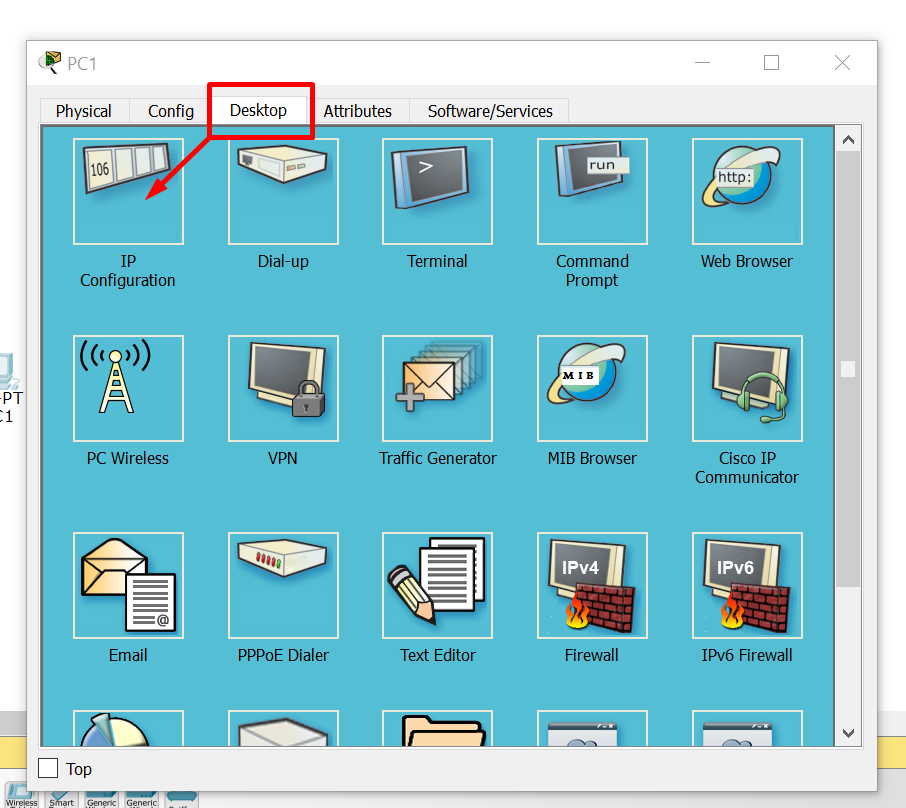 PC1
Physical
Config
Desktop
Attributes
Software/Services
106
>
run
http:
IP
Configuration
Dial-up
Terminal
Command
Prompt
Web Browser
MIB
PC Wireless
VPN
Traffic Generator
MIB Browser
Cisco IP
Communicator
-PT
C1
@
IPv4
IPv6
Email
PPPoE Dialer
Text Editor
Firewall
IPv6 Firewall
Top
Wireless
Smart
Generic
Generic